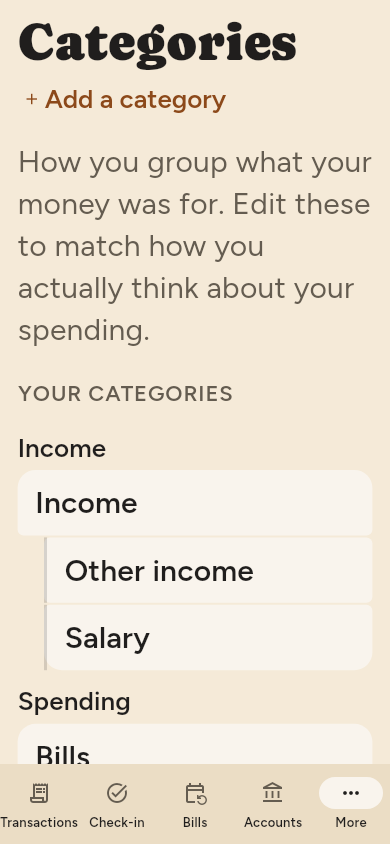 Categories
+ Add a category
How you group what your
money was for. Edit these
to match how you
actually think about your
spending.
YOUR CATEGORIES
Income
Income
Other income
Salary
Spending
Bills
Transactions Check-in Bills Accounts More